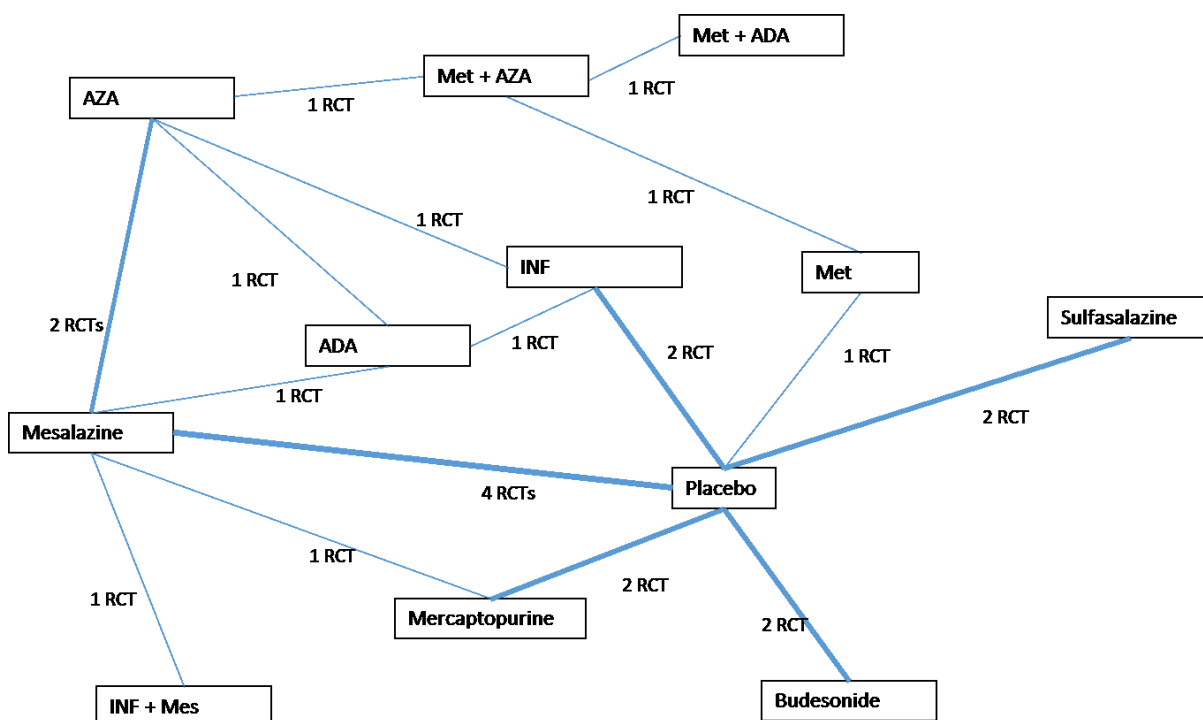 Met + ADA
Met + AZA
1 RCT
AZA
1 RCT
1 RCT
1 RCT
INF
Met
1 RCT
Sulfasalazine
2 RCTs
ADA
1 RCT
2 RCT
1 RCT
1 RCT
2 RCT
Mesalazine
Placebo
4 RCTs
1 RCT
2 RCT
1 RCT
Mercaptopurine
2 RCT
INF + Mes
Budesonide